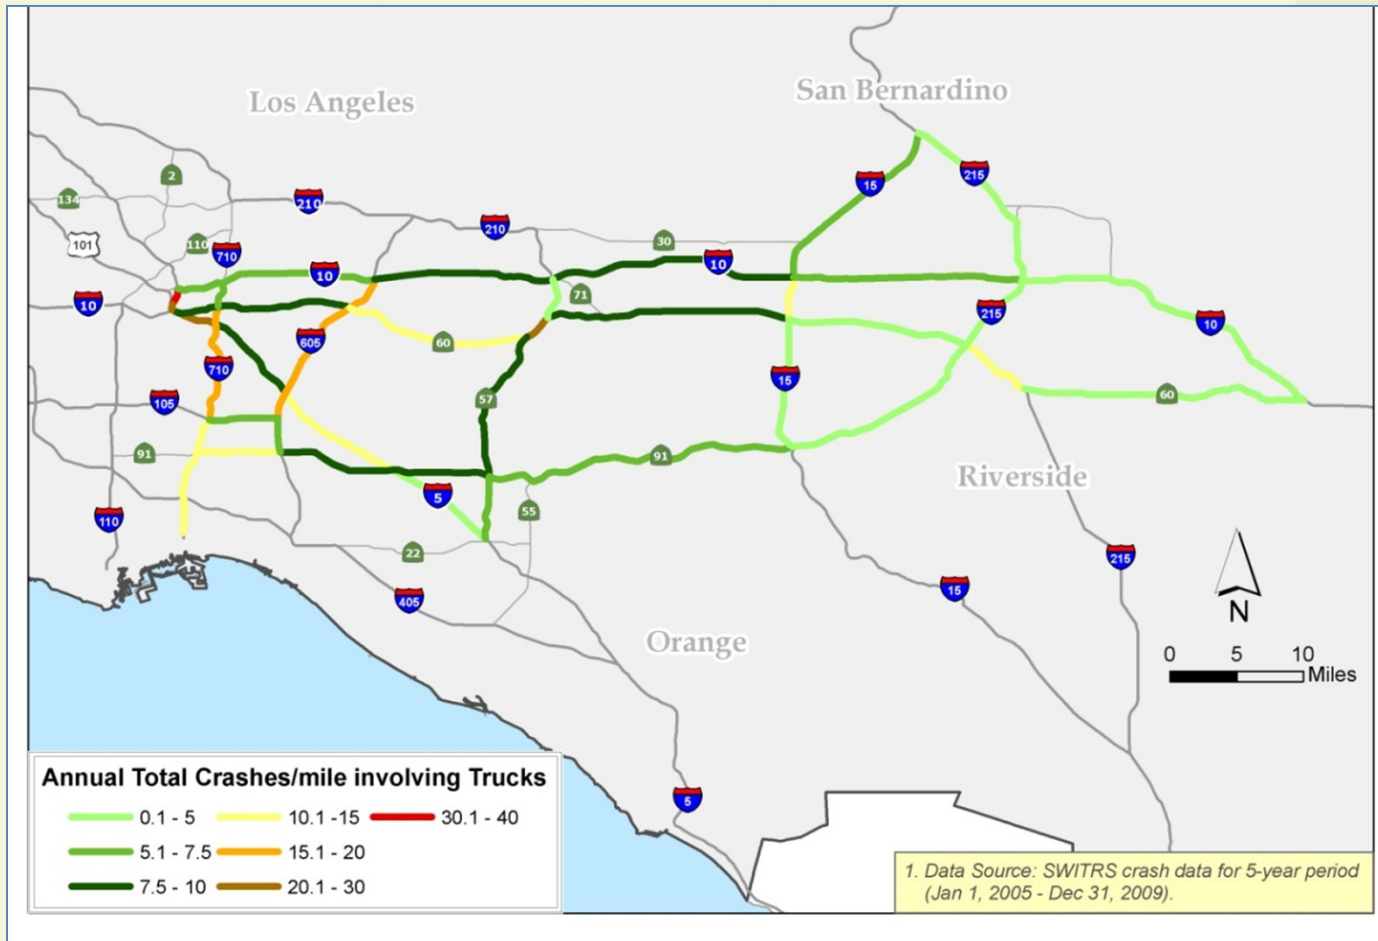 San Bernardino
Los Angeles
15
215
2
134
210
210
101
110
710
30
10
10
10
71
215
10
605
60
710
15
60
105
57
91
91
Riverside
5
55
110
22
215
405
15
N
Orange
0 5 10
Miles
5
Annual Total Crashes/mile involving Trucks
0.1 - 5 10.1 -15 30.1 - 40
5.1 - 7.5 15.1 - 20
7.5 - 10 20.1 - 30
1. Data Source: SWITRS crash data for 5-year period
(Jan 1, 2005 - Dec 31, 2009).